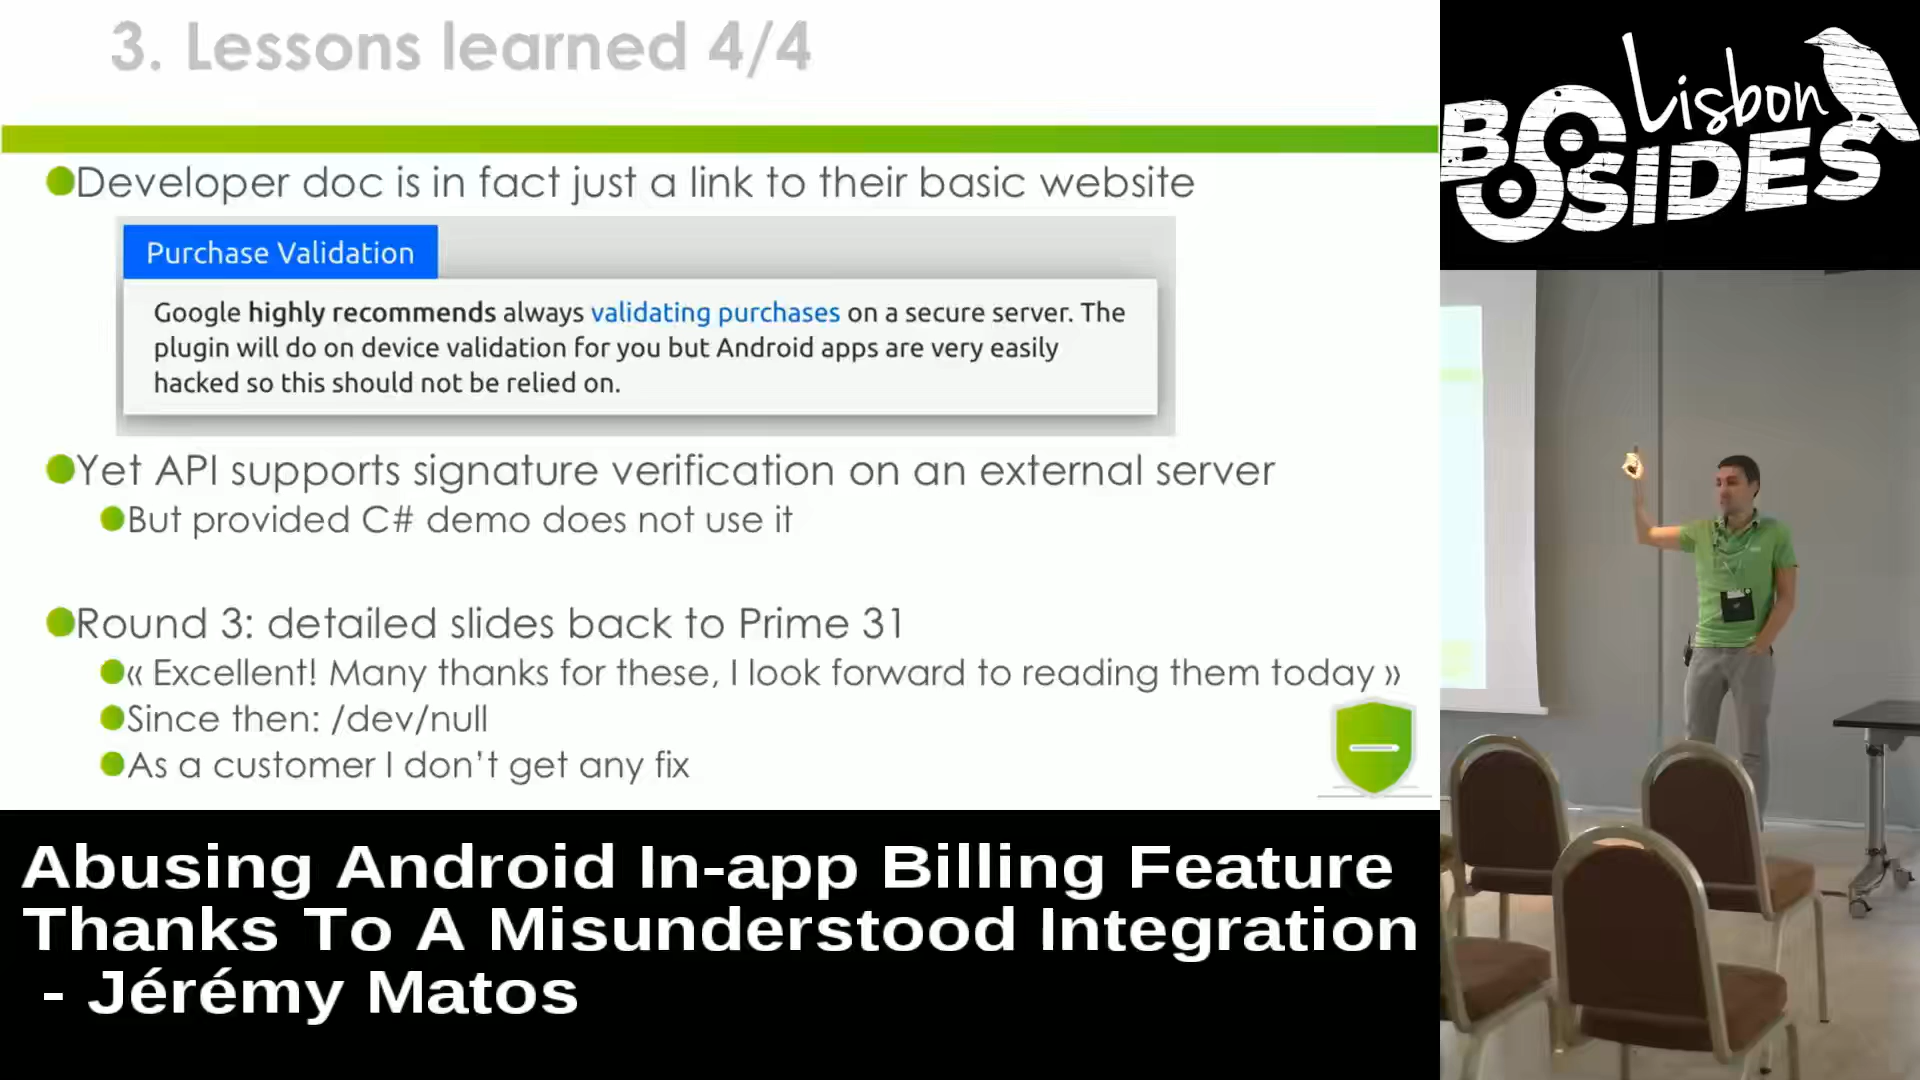 3. Lessons learned 4/4
Developer doc is in fact just a link to their basic website
Purchase Validation
Google highly recommends always validating purchases on a secure server. The
plugin will do on device validation for you but Android apps are very easily
hacked so this should not be relied on.
Yet API supports signature verification on an external server
But provided C# demo does not use it
Round 3: detailed slides back to Prime 31
« Excellent! Many thanks for these, I look forward to reading them today »
Since then: /dev/null
As a customer I don't get any fix
Abusing Android In-app Billing Feature
Thanks To A Misunderstood Integration
- Jérémy Matos
Lisbon
BSIDES